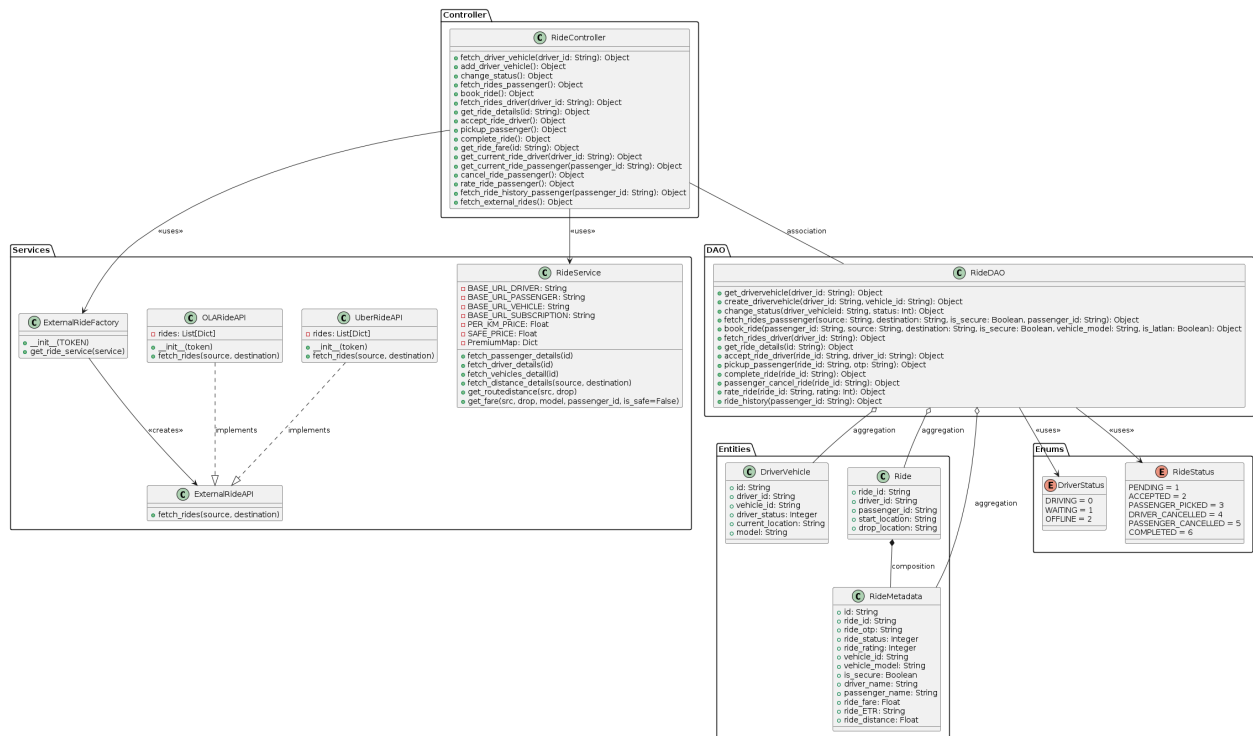 Controller
C RideController
fetch_driver_vehicle(driver_id: String): Object
add_driver_vehicle(): Object
change_status(): Object
fetch_rides_passenger(): Object
book_ride(): Object
fetch_rides_driver(driver_id: String): Object
get_ride_details(id: String): Object
accept_ride_driver(): Object
pickup_passenger(): Object
complete_ride(): Object
get_ride_fare(id: String): Object
get_current_ride_driver(driver_id: String): Object
get_current_ride_passenger(passenger_id: String): Object
cancel_ride_passenger(): Object
rate_ride_passenger(): Object
fetch_ride_history_passenger(passenger_id: String): Object
fetch_external_rides(): Object
«uses»
«uses»
association
Services
C ExternalRideFactory
__init__(TOKEN)
get_ride_service(service)
C OLARideAPI
rides: List[Dict]
__init__(token)
fetch_rides(source, destination)
C UberRideAPI
rides: List[Dict]
__init__(token)
fetch_rides(source, destination)
C RideService
BASE_URL_DRIVER: String
BASE_URL_PASSENGER: String
BASE_URL_VEHICLE: String
BASE_URL_SUBSCRIPTION: String
PER_KM_PRICE: Float
SAFE_PRICE: Float
PremiumMap: Dict
fetch_passenger_details(id)
fetch_driver_details(id)
fetch_vehicles_detail(id)
fetch_distance_details(source, destination)
get_routedistance(src, drop)
get_fare(src, drop, model, passenger_id, is_safe=False)
«creates»
implements
implements
C ExternalRideAPI
fetch_rides(source, destination)
DAO
C RideDAO
get_drivervehicle(driver_id: String): Object
create_drivervehicle(driver_id: String, vehicle_id: String): Object
change_status(driver_vehicleid: String, status: Int): Object
fetch_rides_passsenger(source: String, destination: String, is_secure: Boolean, passenger_id: String): Object
book_ride(passenger_id: String, source: String, destination: String, is_secure: Boolean, vehicle_model: String, is_latlan: Boolean): Object
fetch_rides_driver(driver_id: String): Object
get_ride_details(id: String): Object
accept_ride_driver(ride_id: String, driver_id: String): Object
pickup_passenger(ride_id: String, otp: String): Object
complete_ride(ride_id: String): Object
passenger_cancel_ride(ride_id: String): Object
rate_ride(ride_id: String, rating: Int): Object
ride_history(passenger_id: String): Object
aggregation
aggregation
aggregation
«uses»
«uses»
Entities
C DriverVehicle
id: String
driver_id: String
vehicle_id: String
driver_status: Integer
current_location: String
model: String
C Ride
ride_id: String
driver_id: String
passenger_id: String
start_location: String
drop_location: String
composition
C RideMetadata
id: String
ride_id: String
ride_otp: String
ride_status: Integer
ride_rating: Integer
vehicle_id: String
vehicle_model: String
is_secure: Boolean
driver_name: String
passenger_name: String
ride_fare: Float
ride_ETR: String
ride_distance: Float
Enums
E DriverStatus
DRIVING = 0
WAITING = 1
OFFLINE = 2
E RideStatus
PENDING = 1
ACCEPTED = 2
PASSENGER_PICKED = 3
DRIVER_CANCELLED = 4
PASSENGER_CANCELLED = 5
COMPLETED = 6